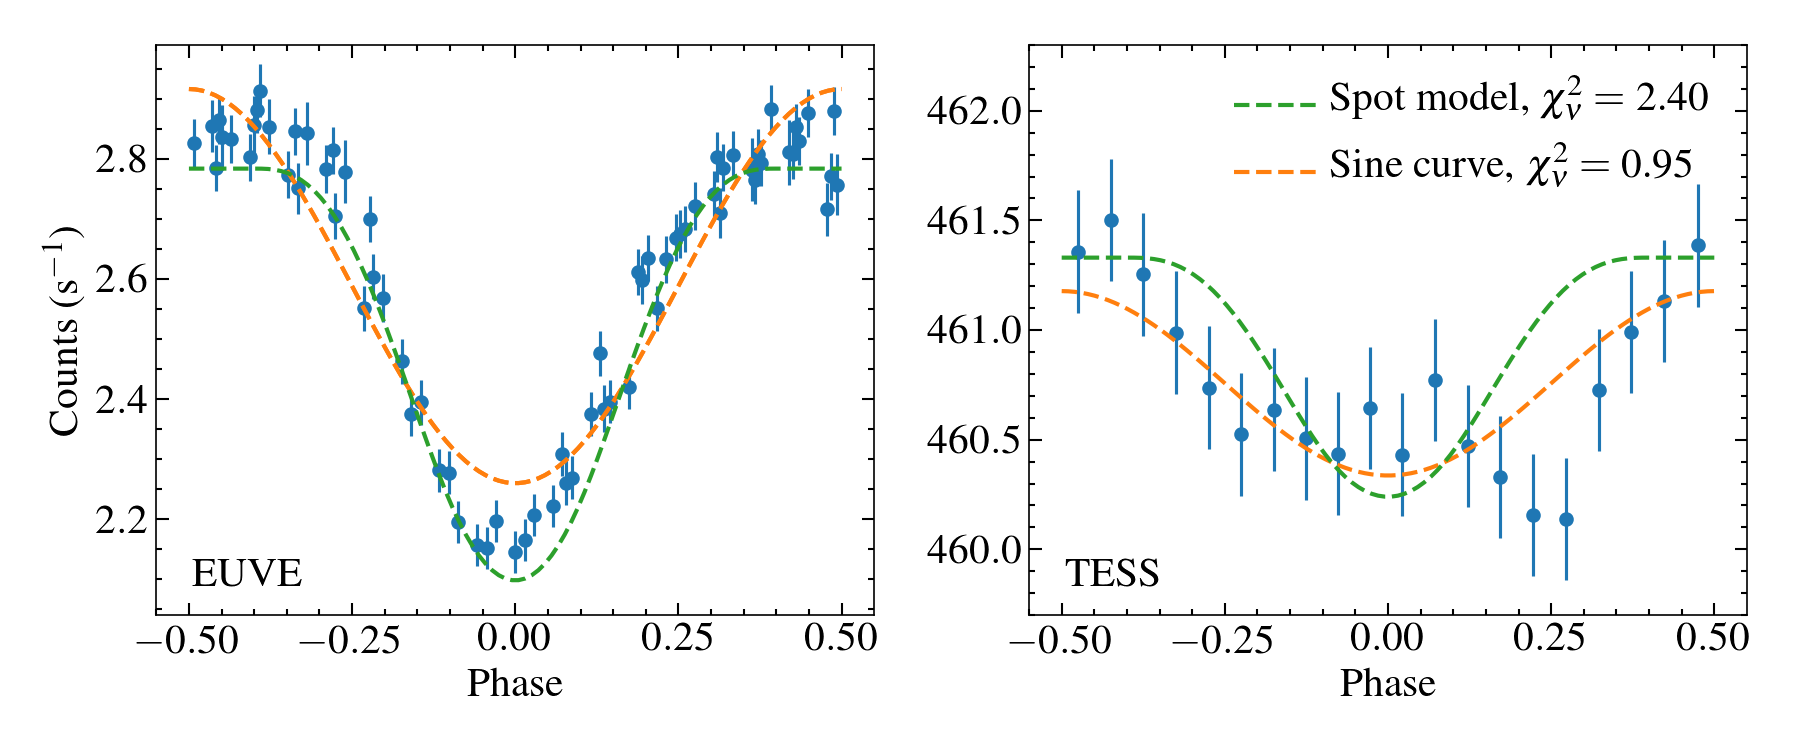 Counts (s⁻¹)
2.8
2.6
2.4
2.2
EUVE
−0.50 −0.25 0.00 0.25 0.50
Phase
462.0
461.5
461.0
460.5
460.0
Spot model, χ²ᵥ = 2.40
Sine curve, χ²ᵥ = 0.95
TESS
−0.50 −0.25 0.00 0.25 0.50
Phase